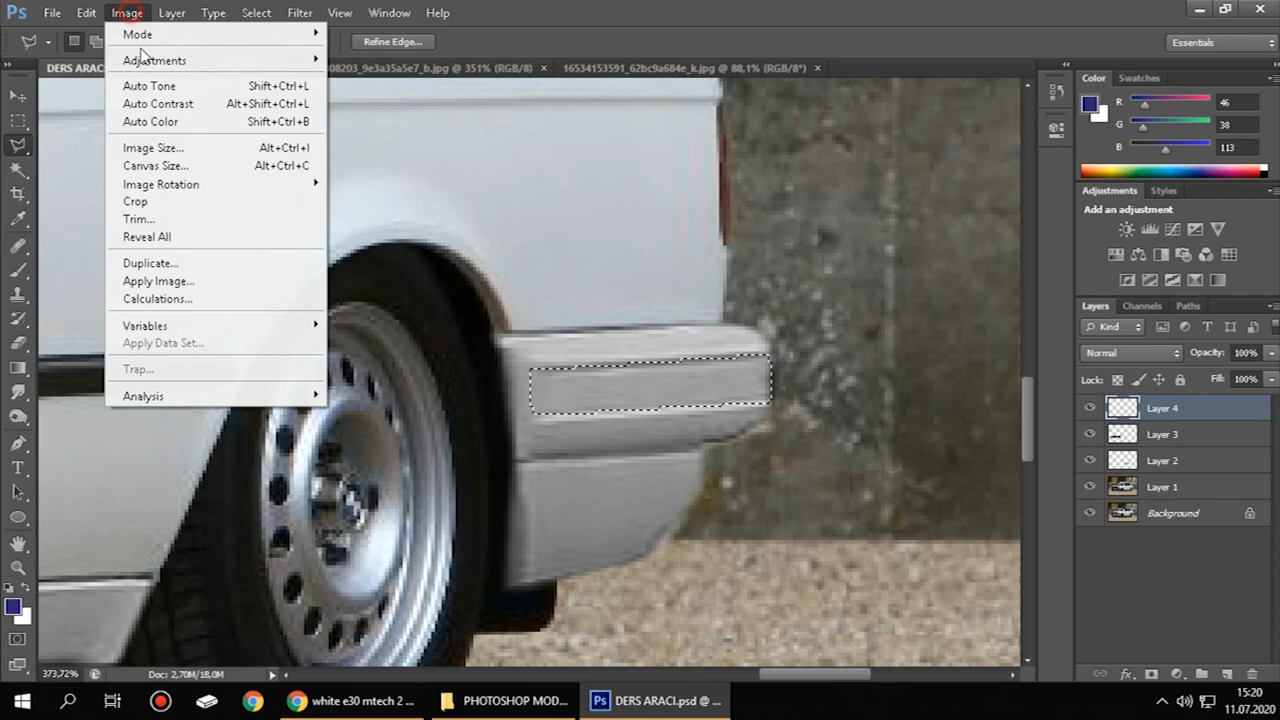 Ps File Edit Image Layer Type Select Filter View Window Help
Refine Edge...
Essentials
DERS ARACI
08203_9e3a35a5e7_b.jpg @ 351% (RGB/8) ×
16534153591_62bc9a684e_k.jpg @ 88,1% (RGB/8*) ×
Mode
Adjustments
Auto Tone Shift+Ctrl+L
Auto Contrast Alt+Shift+Ctrl+L
Auto Color Shift+Ctrl+B
Image Size... Alt+Ctrl+I
Canvas Size... Alt+Ctrl+C
Image Rotation
Crop
Trim...
Reveal All
Duplicate...
Apply Image...
Calculations...
Variables
Apply Data Set...
Trap...
Analysis
Color Swatches
R 46
G 38
B 113
Adjustments Styles
Add an adjustment
Layers Channels Paths
Kind
Normal Opacity: 100%
Lock: Fill: 100%
Layer 4
Layer 3
Layer 2
Layer 1
Background
373,72% Doc: 2,70M/18,0M
white e30 mtech 2 ...
PHOTOSHOP MOD...
Ps DERS ARACI.psd @ ...
15:20
11.07.2020